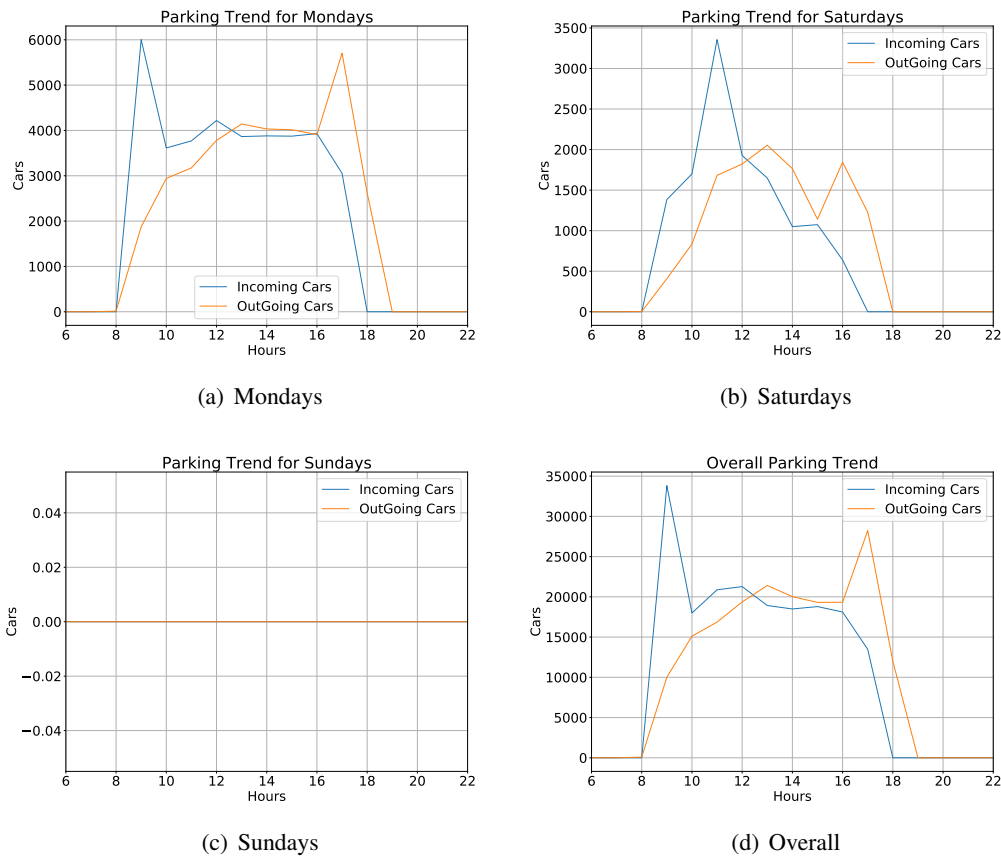 Parking Trend for Mondays
6000
5000
4000
3000
2000
1000
0
Cars
Incoming Cars
OutGoing Cars
6 8 10 12 14 16 18 20 22
Hours
(a) Mondays
Parking Trend for Saturdays
3500
3000
2500
2000
1500
1000
500
0
Cars
Incoming Cars
OutGoing Cars
6 8 10 12 14 16 18 20 22
Hours
(b) Saturdays
Parking Trend for Sundays
0.04
0.02
0.00
−0.02
−0.04
Cars
Incoming Cars
OutGoing Cars
6 8 10 12 14 16 18 20 22
Hours
(c) Sundays
Overall Parking Trend
35000
30000
25000
20000
15000
10000
5000
0
Cars
Incoming Cars
OutGoing Cars
6 8 10 12 14 16 18 20 22
Hours
(d) Overall